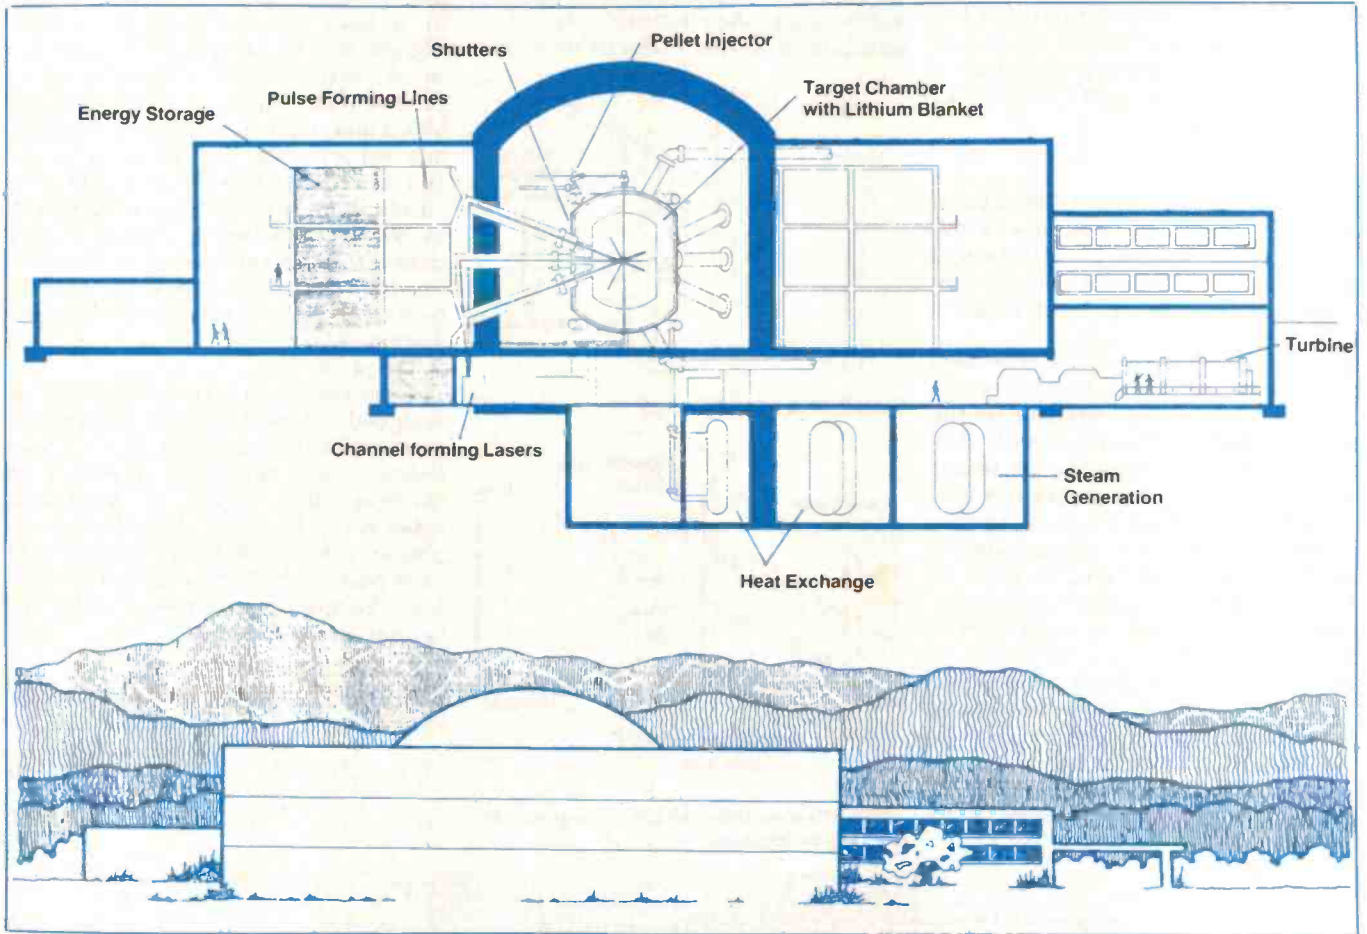 Pellet Injector
Shutters
Target Chamber
with Lithium Blanket
Pulse Forming Lines
Energy Storage
Turbine
Channel forming Lasers
Steam
Generation
Heat Exchange